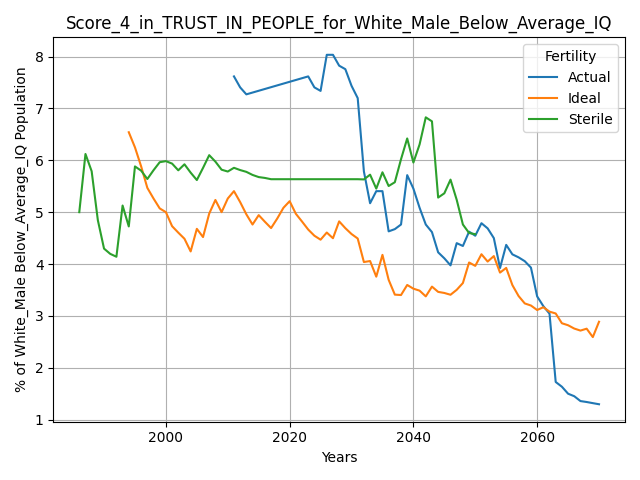 Score_4_in_TRUST_IN_PEOPLE_for_White_Male_Below_Average_IQ
% of White_Male Below_Average_IQ Population
8
7
6
5
4
3
2
1
Fertility
Actual
Ideal
Sterile
2000
2020
2040
2060
Years